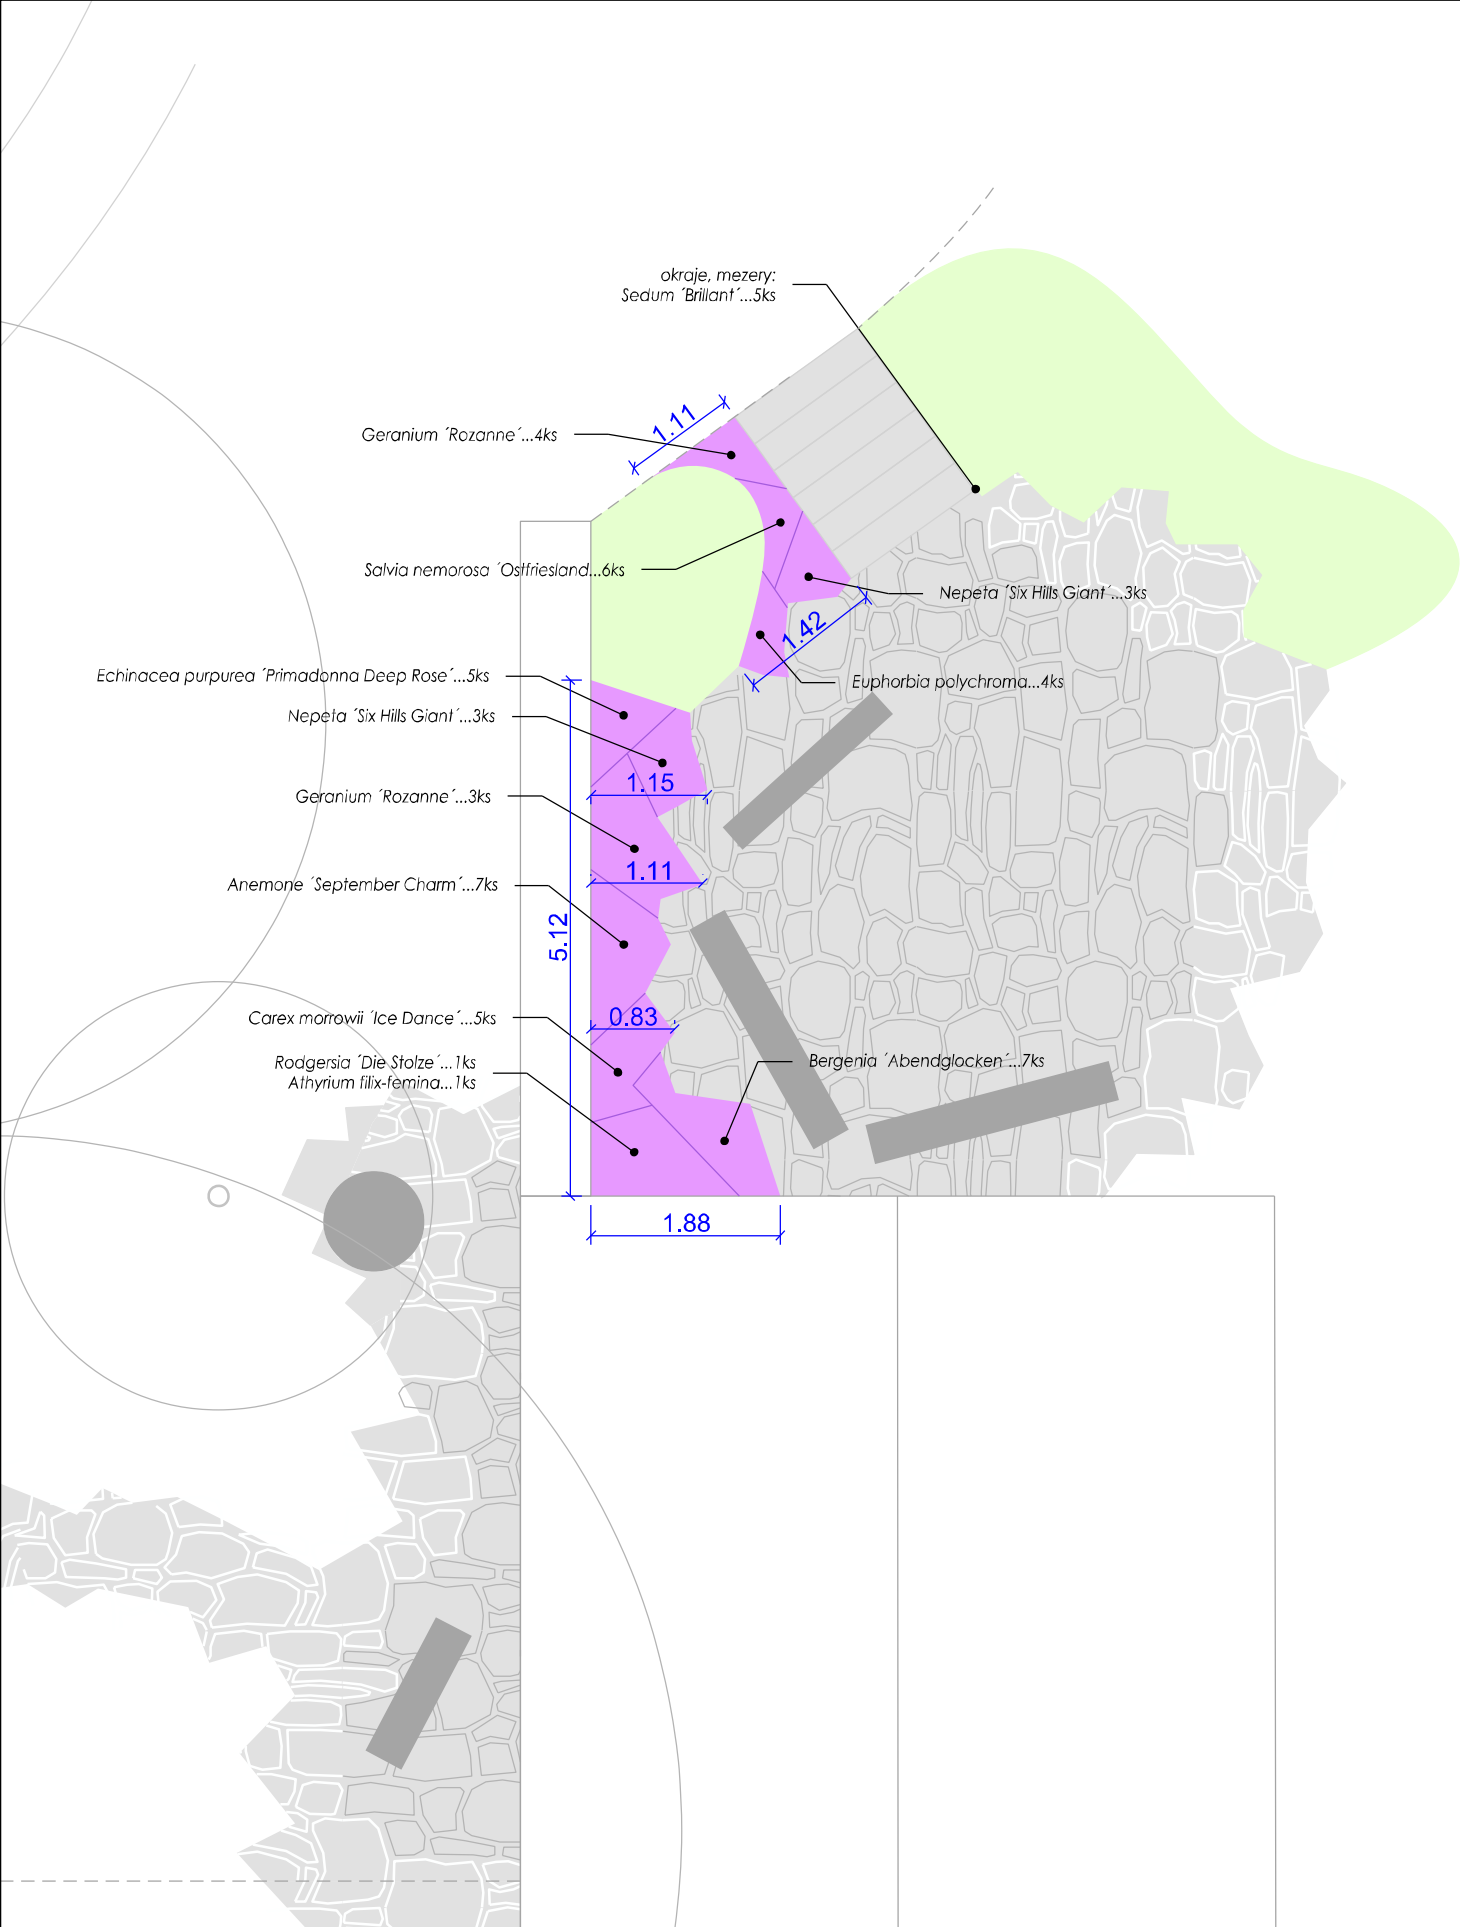 okraje, mezery:
Sedum ´Brillant´...5ks
1.11
Geranium ´Rozanne´...4ks
Salvia nemorosa ´Ostfriesland...6ks
Nepeta ´Six Hills Giant´...3ks
1.42
Echinacea purpurea ´Primadonna Deep Rose´...5ks
Euphorbia polychroma...4ks
Nepeta ´Six Hills Giant´...3ks
1.15
Geranium ´Rozanne´...3ks
1.11
Anemone ´September Charm´...7ks
5.12
Carex morrowii ´Ice Dance´...5ks
0.83
Rodgersia ´Die Stolze´...1ks
Athyrium filix-femina...1ks
Bergenia ´Abendglocken´...7ks
1.88